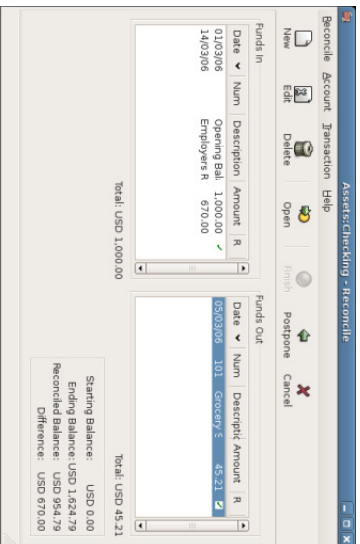 Assets:Checking - Reconcile
Reconcile Account Transaction Help
New Edit Delete Open Finish Postpone Cancel
Funds In
Date Num Description Amount R
01/03/06 Opening Bal. 1,000.00 ✓
14/03/06 Employers R 670.00
Total: USD 1,000.00
Funds Out
Date Num Descriptic Amount R
05/03/06 101 Grocery S 45.21 ✓
Total: USD 45.21
Starting Balance: USD 0.00
Ending Balance: USD 1,624.79
Reconciled Balance: USD 954.79
Difference: USD 670.00